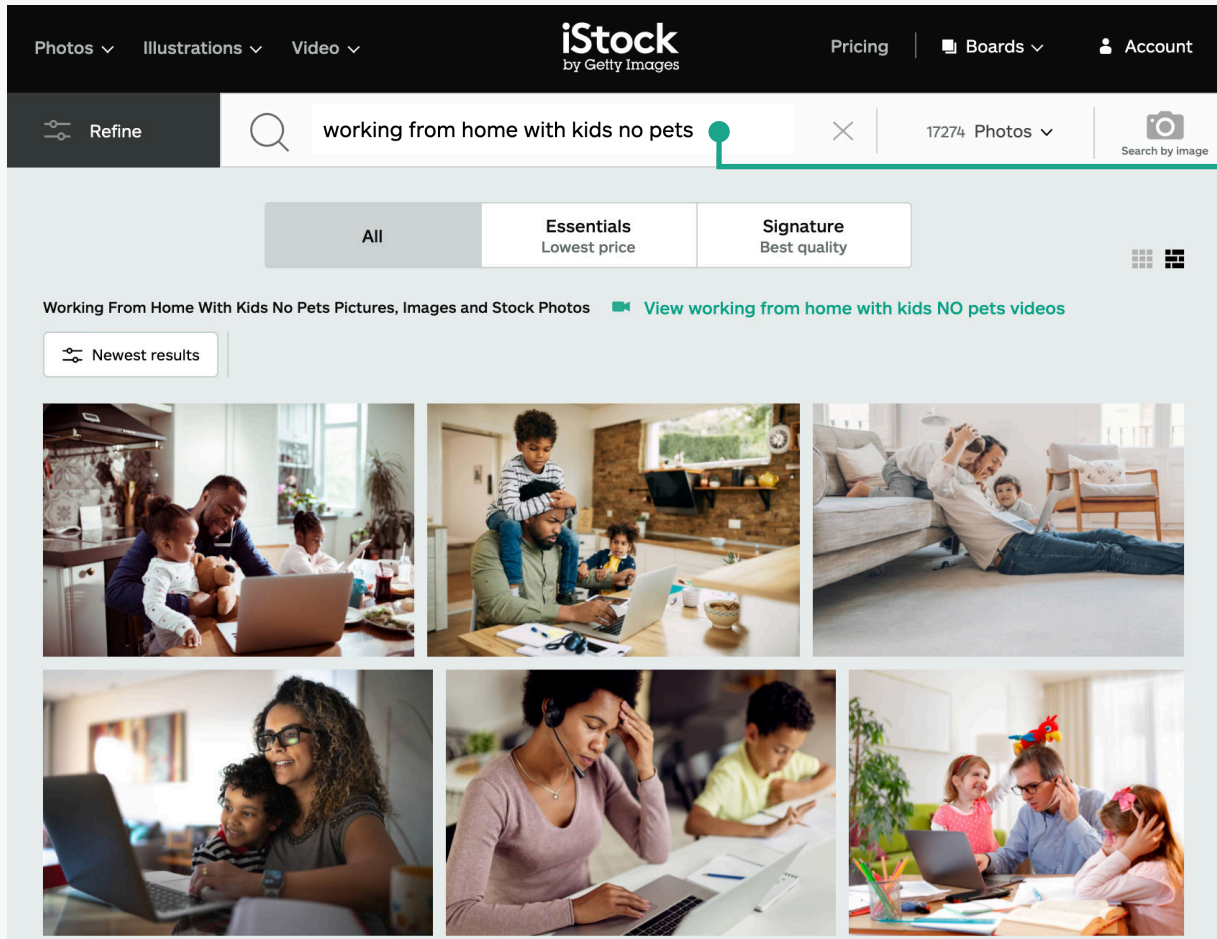 Photos Illustrations Video iStock Pricing Boards Account
by Getty Images
Refine working from home with kids no pets 17274 Photos
Search by image
All Essentials Signature
Lowest price Best quality
Working From Home With Kids No Pets Pictures, Images and Stock Photos View working from home with kids NO pets videos
Newest results